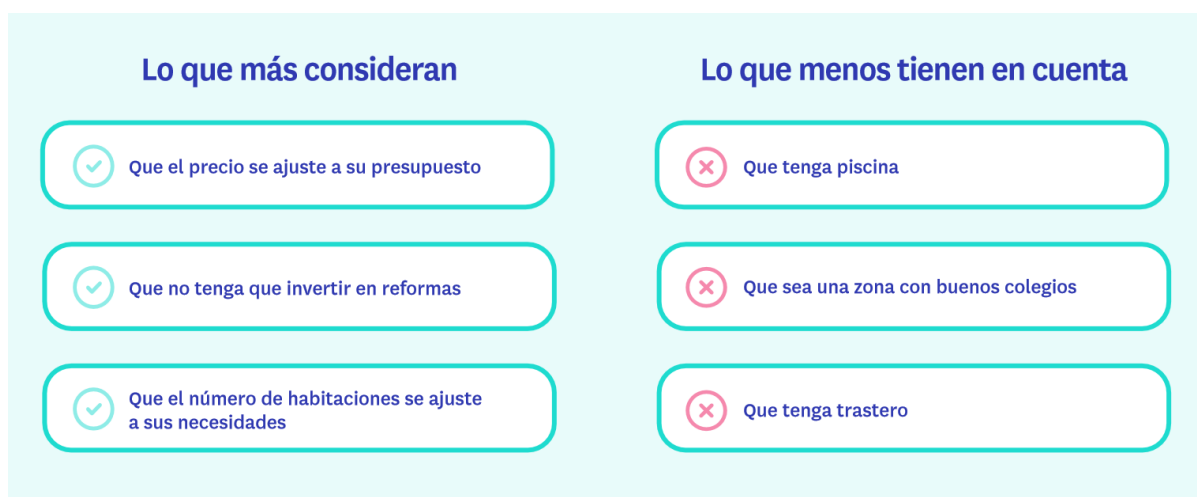 Lo que más consideran
Que el precio se ajuste a su presupuesto
Que no tenga que invertir en reformas
Que el número de habitaciones se ajuste
a sus necesidades
Lo que menos tienen en cuenta
Que tenga piscina
Que sea una zona con buenos colegios
Que tenga trastero